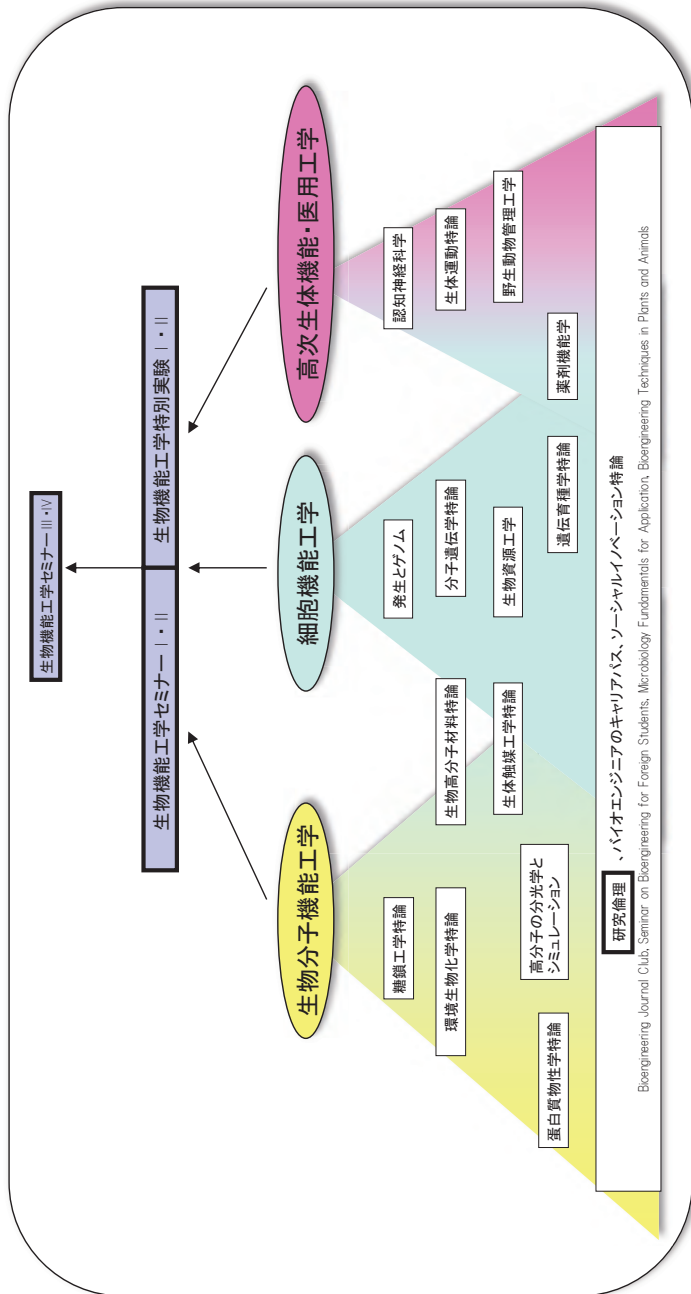 生物機能工学セミナーⅢ・Ⅳ
生物機能工学セミナーⅠ・Ⅱ
生物機能工学特別実験Ⅰ・Ⅱ
生物分子機能工学
細胞機能工学
高次生体機能・医用工学
糖鎖工学特論
発生とゲノム
認知神経科学
環境生物化学特論
生物高分子材料特論
分子遺伝学特論
生体運動特論
生体触媒工学特論
生物資源工学
野生動物管理工学
高分子の分光学と
シミュレーション
蛋白質物性学特論
遺伝育種学特論
薬剤機能学
研究倫理、バイオエンジニアのキャリアパス、ソーシャルイノベーション特論
Bioengineering Journal Club, Seminar on Bioengineering for Foreign Students, Microbiology Fundamentals for Application, Bioengineering Techniques in Plants and Animals